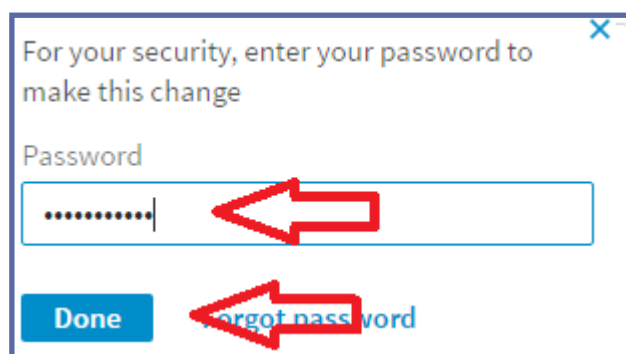 For your security, enter your password to
make this change
Password
•••••••••••
Done Forgot password